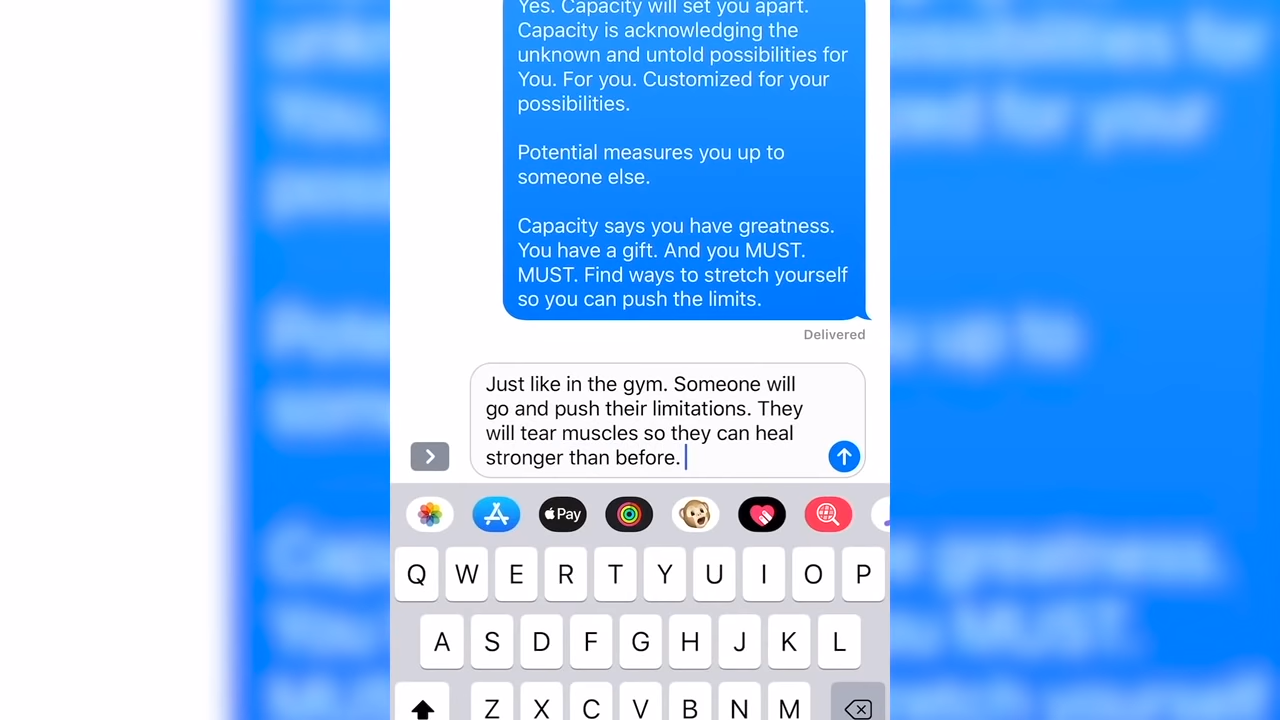 Yes. Capacity will set you apart.
Capacity is acknowledging the
unknown and untold possibilities for
You. For you. Customized for your
possibilities.
Potential measures you up to
someone else.
Capacity says you have greatness.
You have a gift. And you MUST.
MUST. Find ways to stretch yourself
so you can push the limits.
Delivered
Just like in the gym. Someone will
go and push their limitations. They
will tear muscles so they can heal
stronger than before.
Pay
Q W E R T Y U I O P
A S D F G H J K L
Z X C V B N M